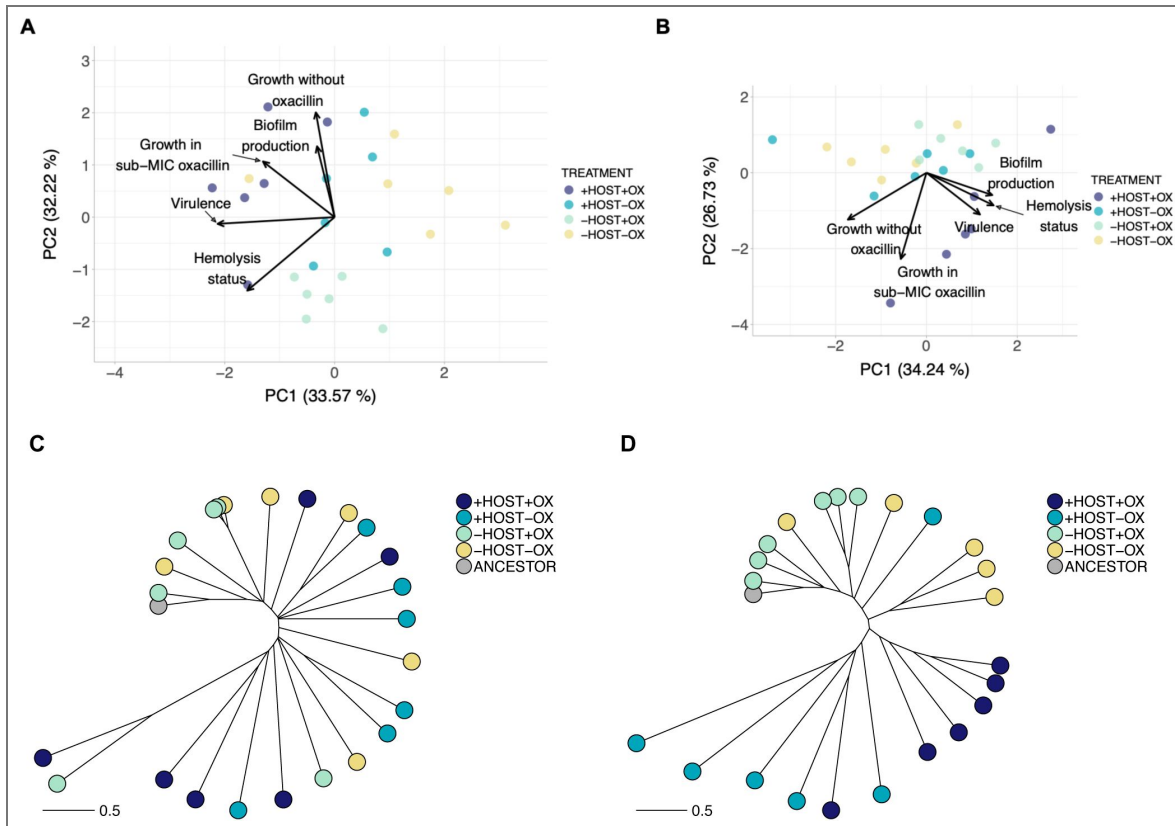 A
3
2
1
0
−1
−2
−4
−2
0
2
PC2 (32.22 %)
PC1 (33.57 %)
Growth without
oxacillin
Biofilm
production
Growth in
sub−MIC oxacillin
Virulence
Hemolysis
status
TREATMENT
+HOST+OX
+HOST−OX
−HOST+OX
−HOST−OX
B
2
0
−2
−4
−2
0
2
PC2 (26.73 %)
PC1 (34.24 %)
Biofilm
production
Hemolysis
status
Virulence
Growth without
oxacillin
Growth in
sub−MIC oxacillin
TREATMENT
+HOST+OX
+HOST−OX
−HOST+OX
−HOST−OX
C
+HOST+OX
+HOST−OX
−HOST+OX
−HOST−OX
ANCESTOR
0.5
D
+HOST+OX
+HOST−OX
−HOST+OX
−HOST−OX
ANCESTOR
0.5